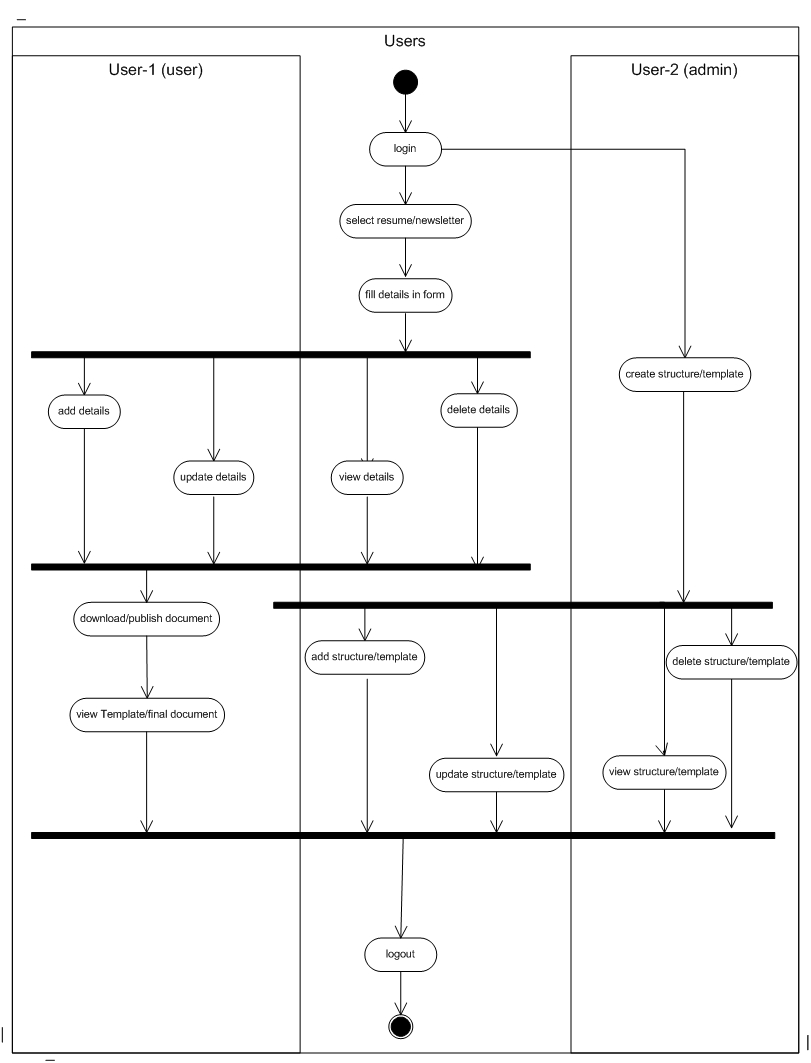 Users
User-1 (user)
User-2 (admin)
login
select resume/newsletter
fill details in form
create structure/template
add details
delete details
update details
view details
download/publish document
add structure/template
delete structure/template
view Template/final document
update structure/template
view structure/template
logout